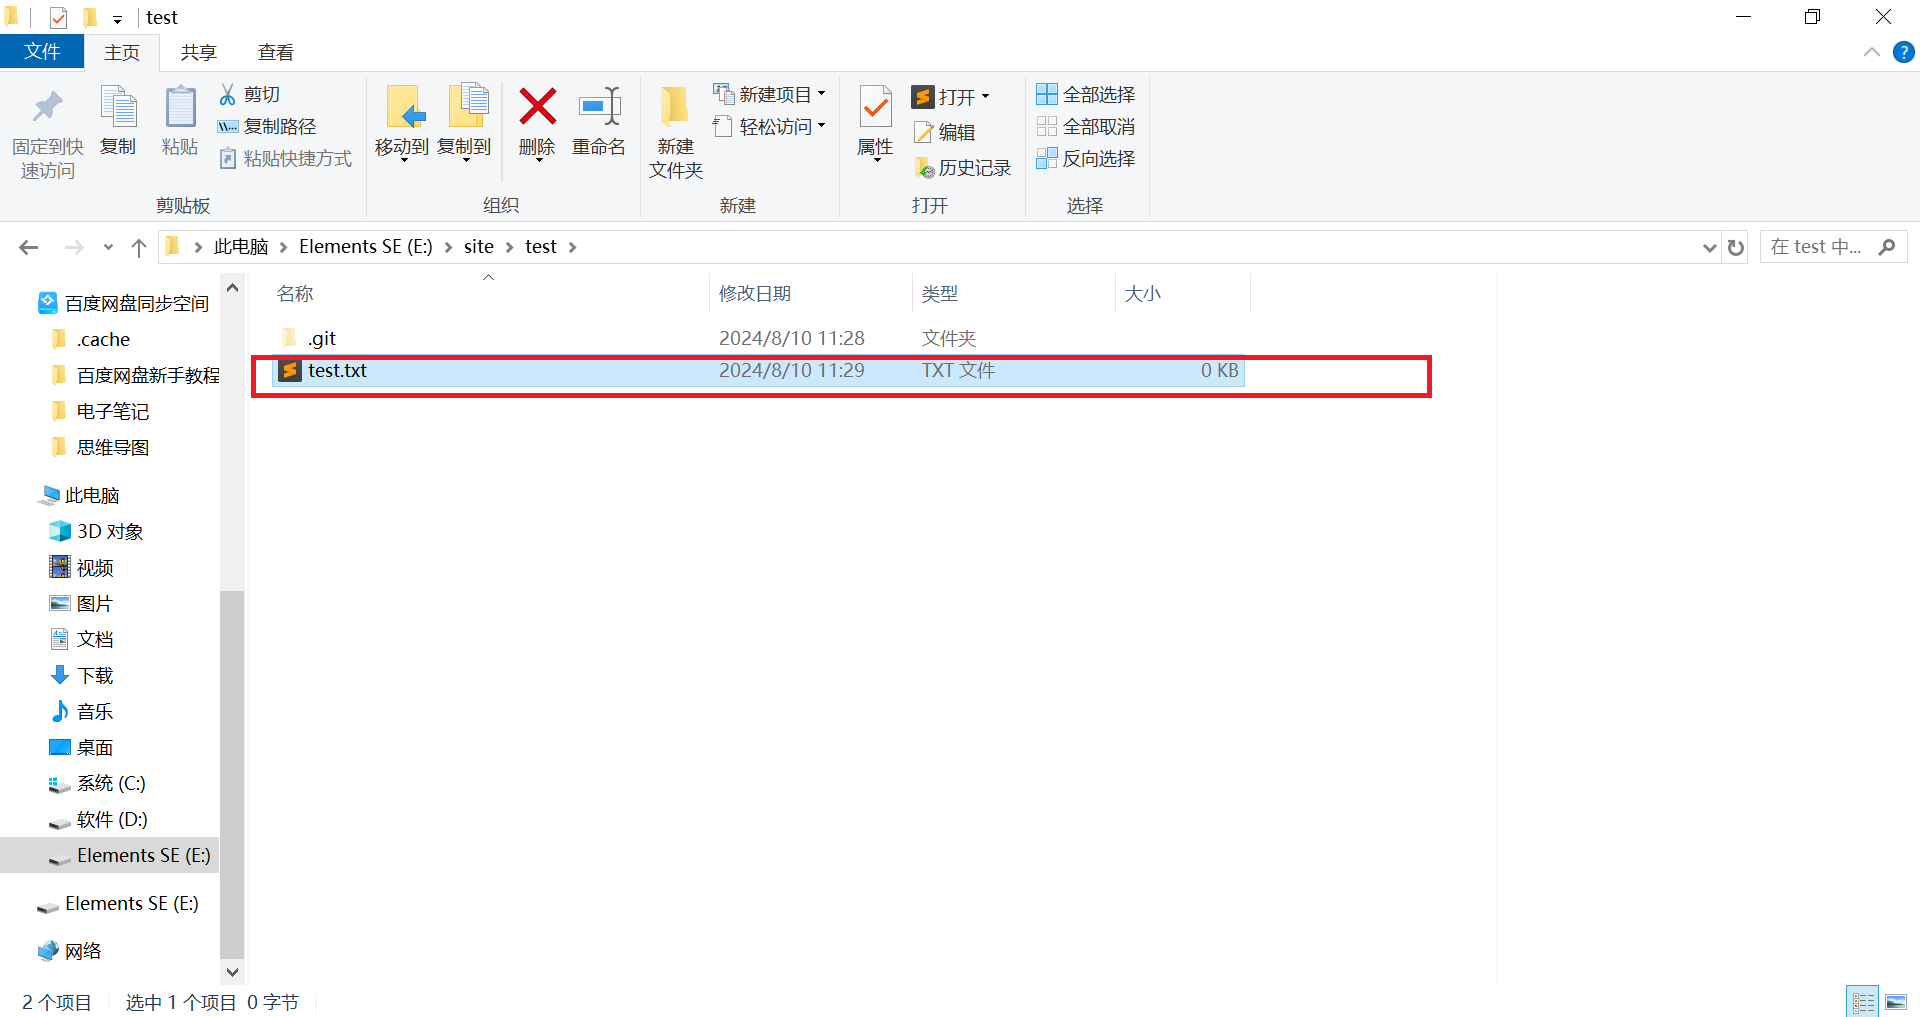 test
文件 主页 共享 查看
固定到快速访问
复制
粘贴
剪切
复制路径
粘贴快捷方式
剪贴板
移动到
复制到
删除
重命名
组织
新建文件夹
新建项目
轻松访问
新建
属性
打开
编辑
历史记录
打开
全部选择
全部取消
反向选择
选择
此电脑 Elements SE (E:) site test
在 test 中...
百度网盘同步空间
.cache
百度网盘新手教程
电子笔记
思维导图
此电脑
3D 对象
视频
图片
文档
下载
音乐
桌面
系统 (C:)
软件 (D:)
Elements SE (E:)
Elements SE (E:)
网络
名称 修改日期 类型 大小
.git 2024/8/10 11:28 文件夹
test.txt 2024/8/10 11:29 TXT 文件 0 KB
2 个项目 选中 1 个项目 0 字节